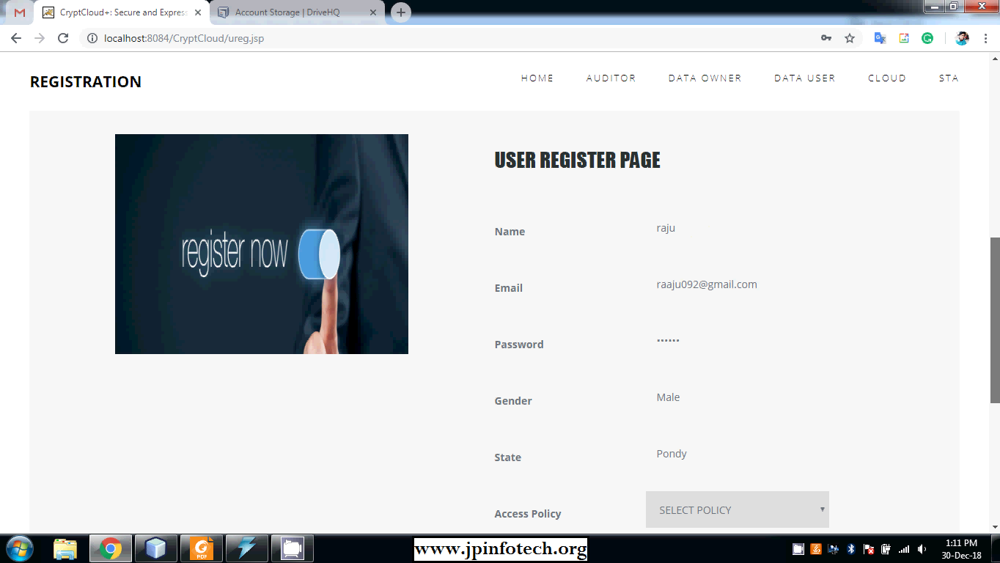 CryptCloud+: Secure and Express
Account Storage | DriveHQ
localhost:8084/CryptCloud/ureg.jsp
REGISTRATION
HOME AUDITOR DATA OWNER DATA USER CLOUD STA
register now
USER REGISTER PAGE
Name raju
Email raaju092@gmail.com
Password ••••••
Gender Male
State Pondy
Access Policy SELECT POLICY
PDF
www.jpinfotech.org
1:11 PM
30-Dec-18